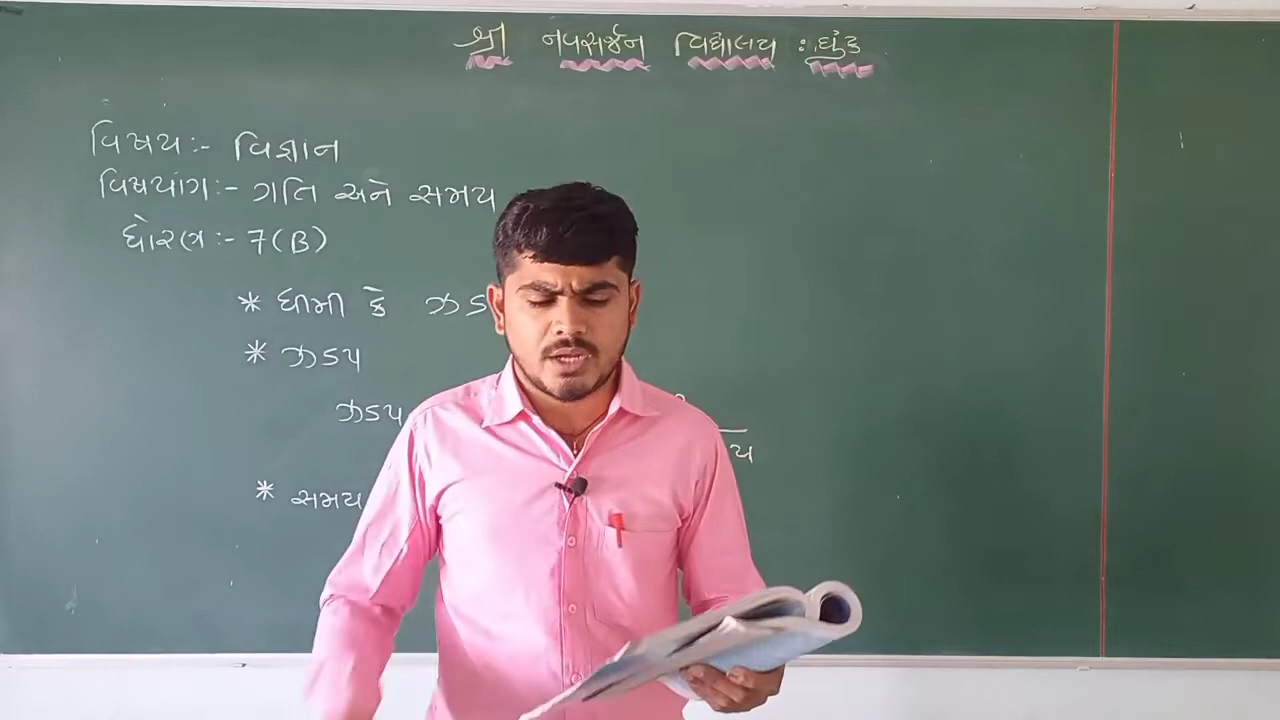 શ્રી નવસર્જન વિદ્યાલય :
વિષય:- વિજ્ઞાન
વિષયાંગ:- ગતિ અને સમય
ધોરણ:- 7(B)
* ધીમી કે ઝડ
* ઝડપ
ઝડપ
ય
* સમય